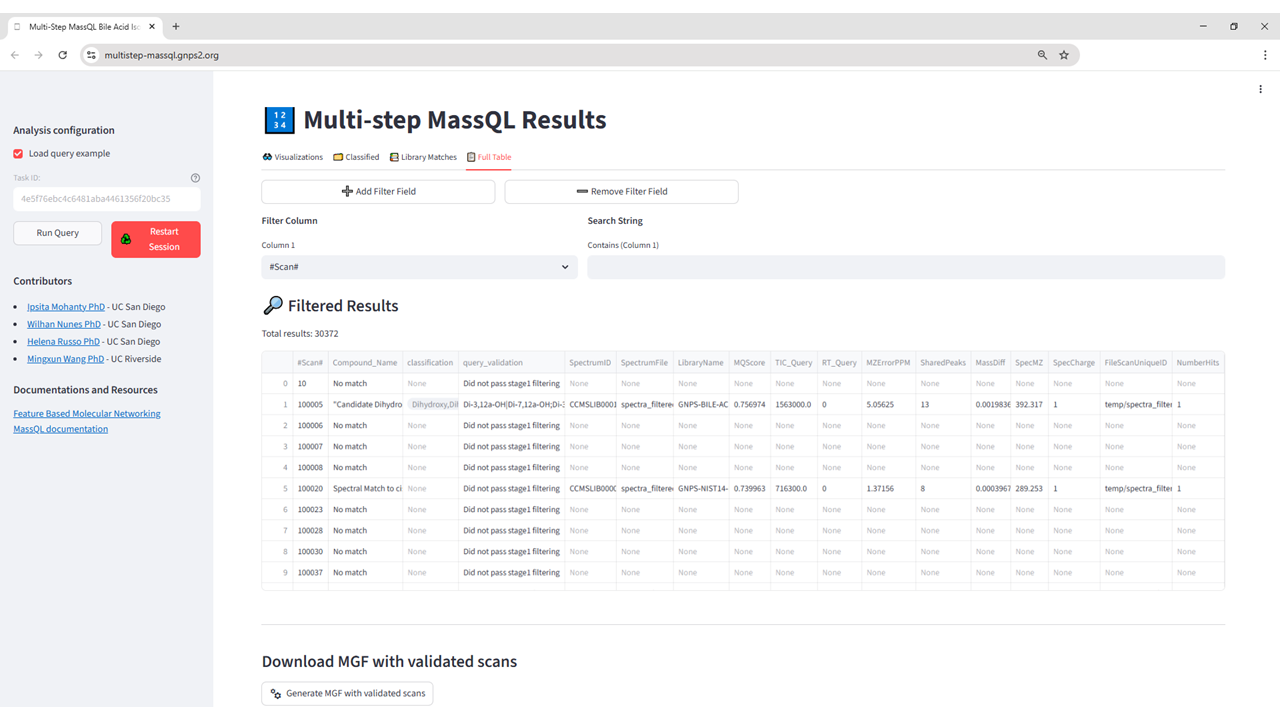 Multi-Step MassQL Bile Acid Iso
multistep-massql.gnps2.org
Analysis configuration
Load query example
Task ID:
4e5f76ebc4c6481aba4461356f20bc35
Run Query
Restart
Session
Contributors
Ipsita Mohanty PhD - UC San Diego
Wilhan Nunes PhD - UC San Diego
Helena Russo PhD - UC San Diego
Mingxun Wang PhD - UC Riverside
Documentations and Resources
Feature Based Molecular Networking
MassQL documentation
1 2
3 4
Multi-step MassQL Results
Visualizations Classified Library Matches Full Table
Add Filter Field Remove Filter Field
Filter Column Search String
Column 1 Contains (Column 1)
#Scan#
Filtered Results
Total results: 30372
#Scan# Compound_Name classification query_validation SpectrumID SpectrumFile LibraryName MQScore TIC_Query RT_Query MZErrorPPM SharedPeaks MassDiff SpecMZ SpecCharge FileScanUniqueID NumberHits
0 10 No match None Did not pass stage1 filtering None None None None None None None None None None None None None
1 100005 "Candidate Dihydro Dihydroxy,Dih Di-3,12a-OH|Di-7,12a-OH;Di-3 CCMSLIB0001 spectra_filtered GNPS-BILE-AC 0.756974 1563000.0 0 5.05625 13 0.0019836 392.317 1 temp/spectra_filter 1
2 100006 No match None Did not pass stage1 filtering None None None None None None None None None None None None None
3 100007 No match None Did not pass stage1 filtering None None None None None None None None None None None None None
4 100008 No match None Did not pass stage1 filtering None None None None None None None None None None None None None
5 100020 Spectral Match to ci None Did not pass stage1 filtering CCMSLIB0000 spectra_filtered GNPS-NIST14- 0.739963 716300.0 0 1.37156 8 0.0003967 289.253 1 temp/spectra_filter 1
6 100023 No match None Did not pass stage1 filtering None None None None None None None None None None None None None
7 100028 No match None Did not pass stage1 filtering None None None None None None None None None None None None None
8 100030 No match None Did not pass stage1 filtering None None None None None None None None None None None None None
9 100037 No match None Did not pass stage1 filtering None None None None None None None None None None None None None
Download MGF with validated scans
Generate MGF with validated scans